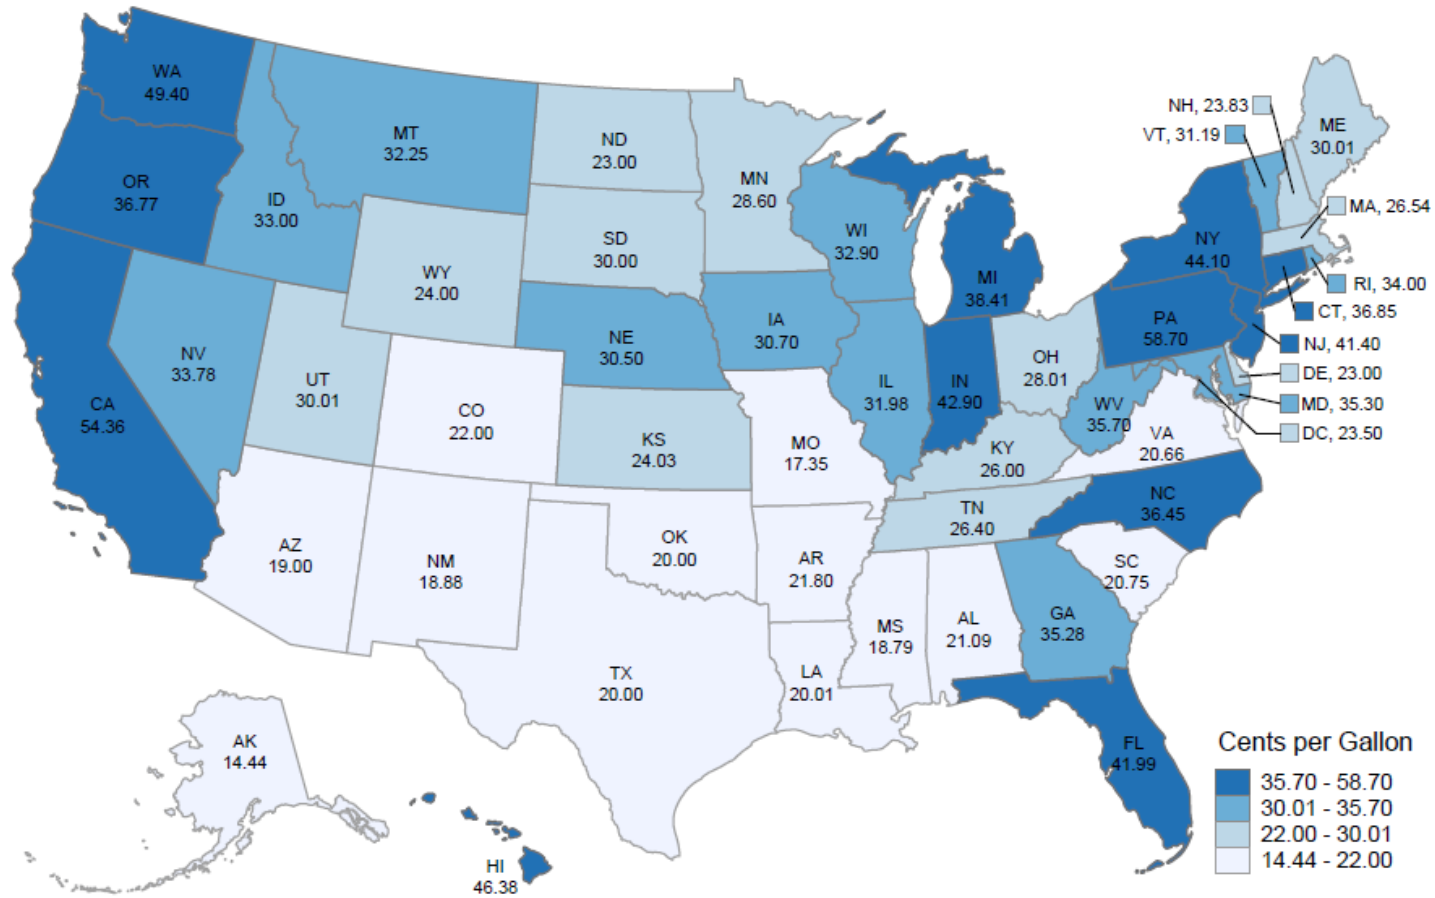 WA
49.40
OR
36.77
CA
54.36
ID
33.00
NV
33.78
MT
32.25
WY
24.00
UT
30.01
AZ
19.00
CO
22.00
NM
18.88
ND
23.00
SD
30.00
NE
30.50
KS
24.03
OK
20.00
TX
20.00
MN
28.60
IA
30.70
MO
17.35
AR
21.80
LA
20.01
WI
32.90
IL
31.98
MI
38.41
IN
42.90
OH
28.01
KY
26.00
TN
26.40
MS
18.79
AL
21.09
GA
35.28
FL
41.99
SC
20.75
NC
36.45
VA
20.66
WV
35.70
PA
58.70
NY
44.10
ME
30.01
NH, 23.83
VT, 31.19
MA, 26.54
RI, 34.00
CT, 36.85
NJ, 41.40
DE, 23.00
MD, 35.30
DC, 23.50
AK
14.44
HI
46.38
Cents per Gallon
35.70 - 58.70
30.01 - 35.70
22.00 - 30.01
14.44 - 22.00